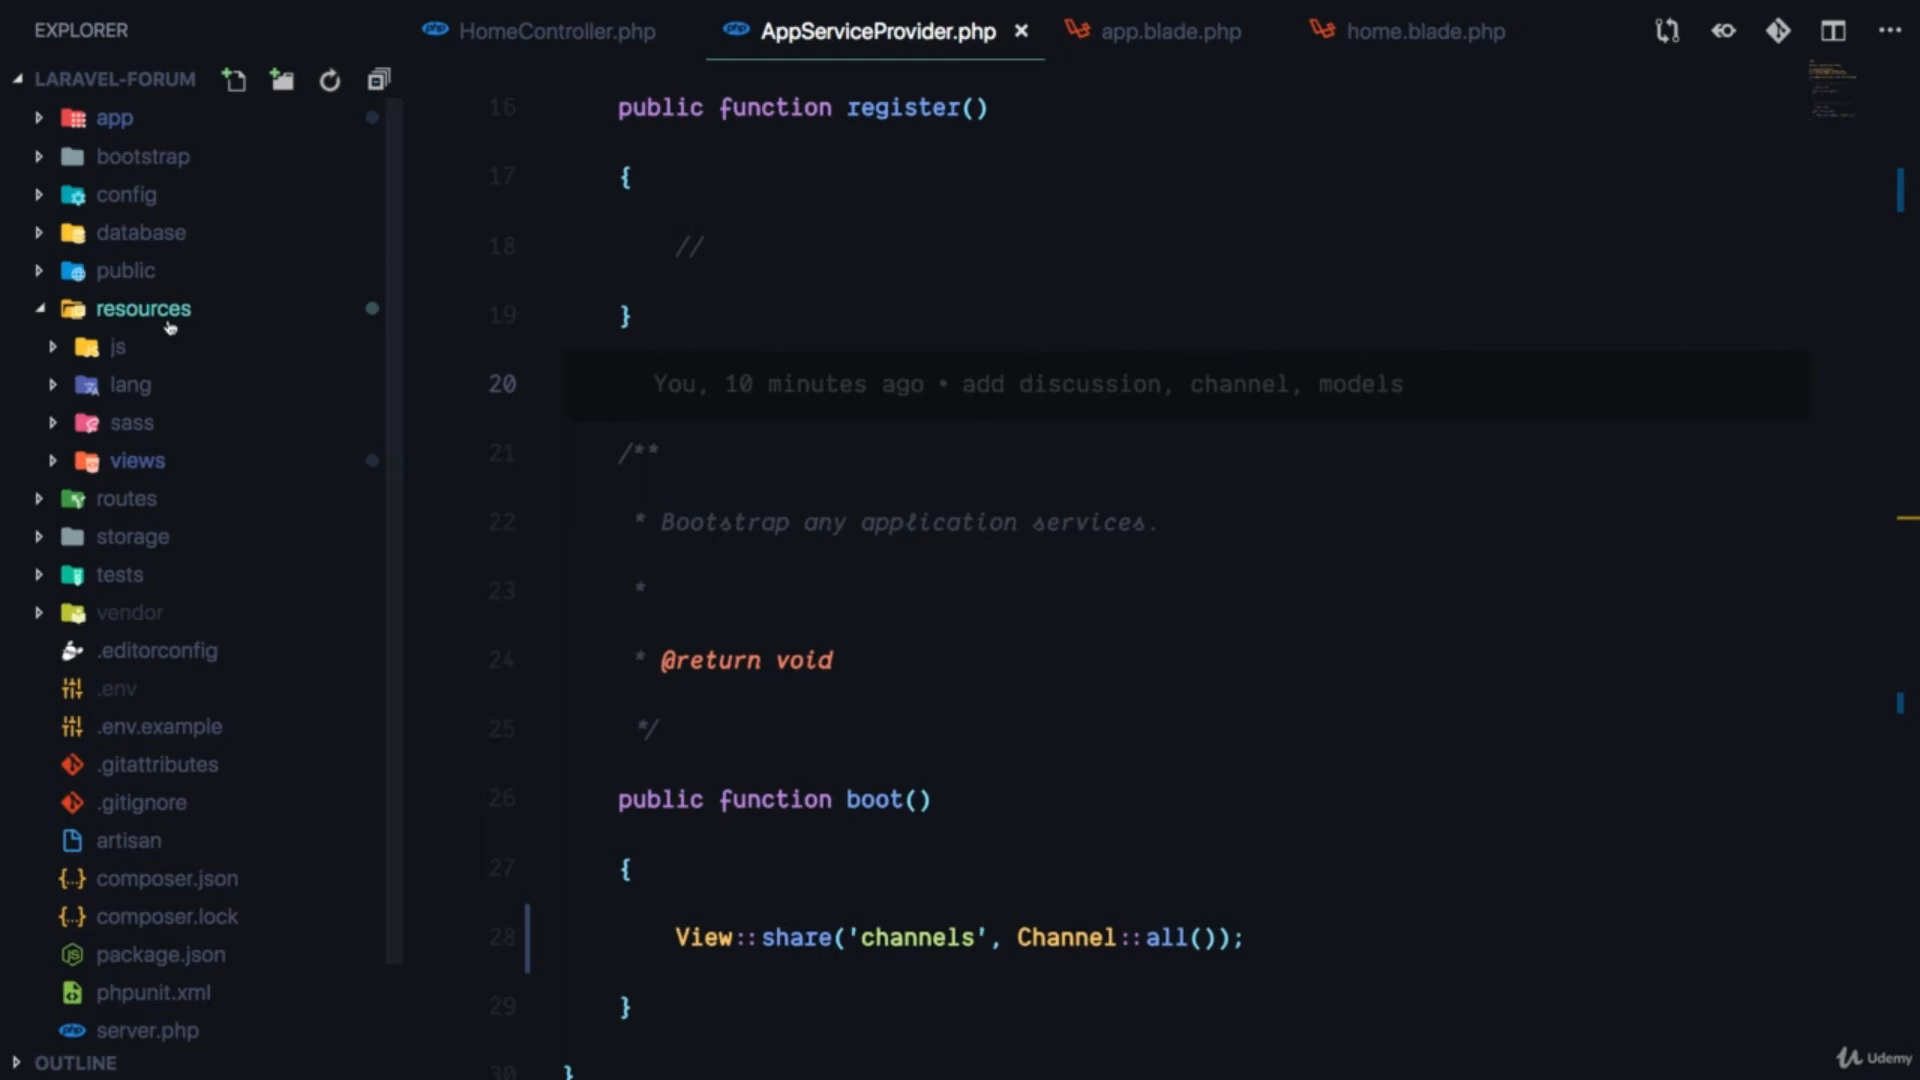 EXPLORER
HomeController.php
AppServiceProvider.php
app.blade.php
home.blade.php
LARAVEL-FORUM
app
bootstrap
config
database
public
resources
js
lang
sass
views
routes
storage
tests
vendor
.editorconfig
.env
.env.example
.gitattributes
.gitignore
artisan
composer.json
composer.lock
package.json
phpunit.xml
server.php
OUTLINE
16 public function register()
17 {
18 //
19 }
20 You, 10 minutes ago • add discussion, channel, models
21 /**
22 * Bootstrap any application services.
23 *
24 * @return void
25 */
26 public function boot()
27 {
28 View::share('channels', Channel::all());
29 }
30 }
Udemy